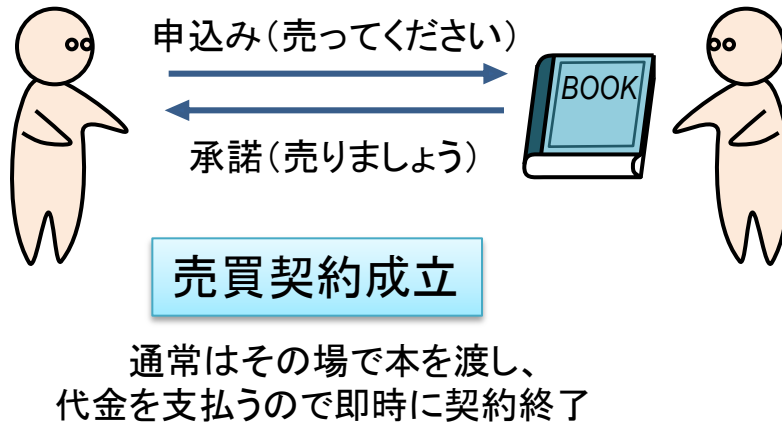 申込み（売ってください）
BOOK
承諾（売りましょう）
売買契約成立
通常はその場で本を渡し、
代金を支払うので即時に契約終了